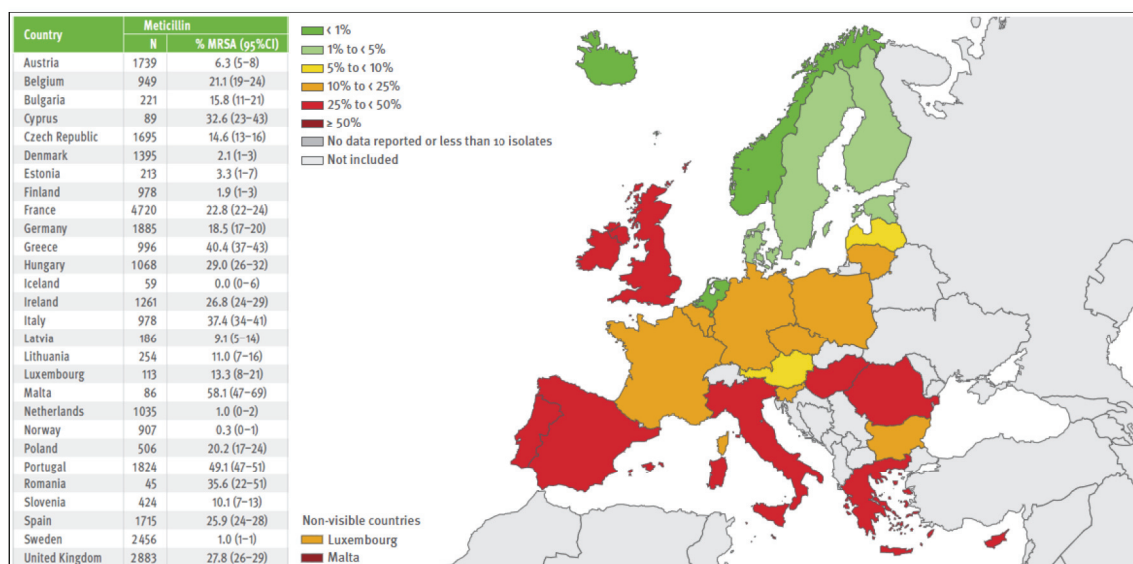 Country Meticillin
N % MRSA (95%CI)
Austria 1739 6.3 (5–8)
Belgium 949 21.1 (19–24)
Bulgaria 221 15.8 (11–21)
Cyprus 89 32.6 (23–43)
Czech Republic 1695 14.6 (13–16)
Denmark 1395 2.1 (1–3)
Estonia 213 3.3 (1–7)
Finland 978 1.9 (1–3)
France 4720 22.8 (22–24)
Germany 1885 18.5 (17–20)
Greece 996 40.4 (37–43)
Hungary 1068 29.0 (26–32)
Iceland 59 0.0 (0–6)
Ireland 1261 26.8 (24–29)
Italy 978 37.4 (34–41)
Latvia 186 9.1 (5–14)
Lithuania 254 11.0 (7–16)
Luxembourg 113 13.3 (8–21)
Malta 86 58.1 (47–69)
Netherlands 1035 1.0 (0–2)
Norway 907 0.3 (0–1)
Poland 506 20.2 (17–24)
Portugal 1824 49.1 (47–51)
Romania 45 35.6 (22–51)
Slovenia 424 10.1 (7–13)
Spain 1715 25.9 (24–28)
Sweden 2456 1.0 (1–1)
United Kingdom 2883 27.8 (26–29)
< 1%
1% to < 5%
5% to < 10%
10% to < 25%
25% to < 50%
≥ 50%
No data reported or less than 10 isolates
Not included
Non-visible countries
Luxembourg
Malta